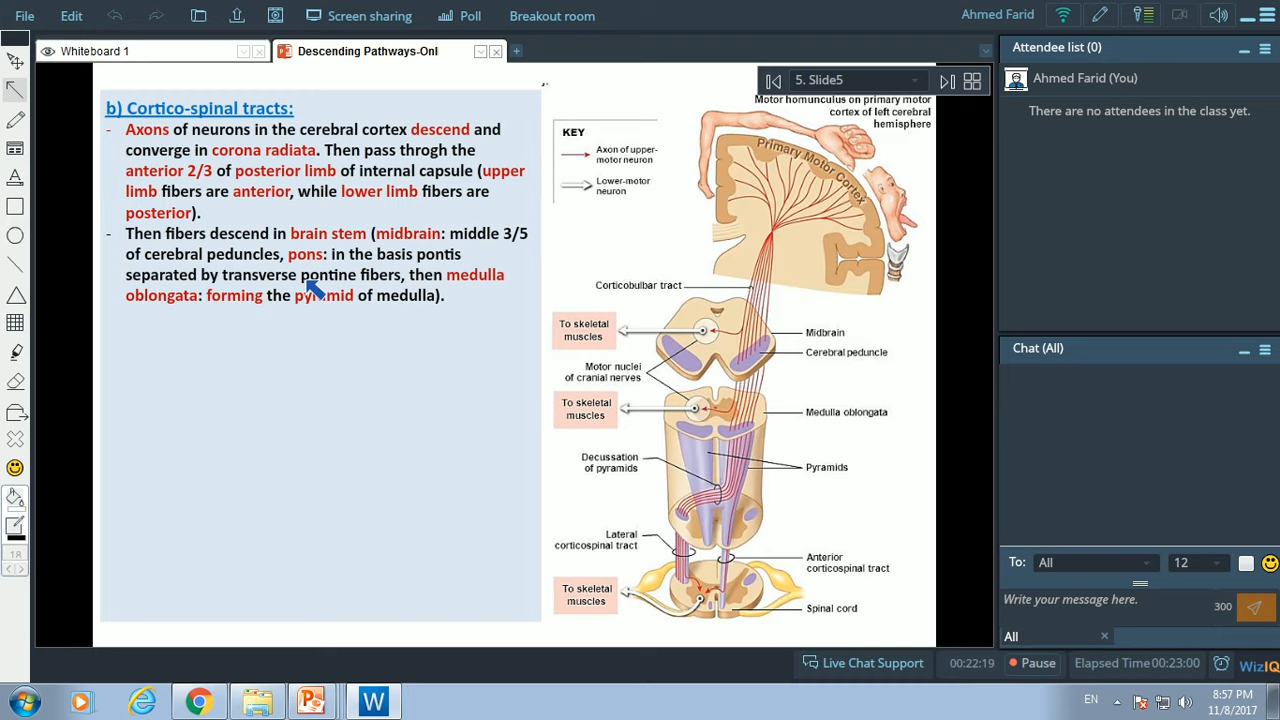 File
Edit
Screen sharing
Poll
Breakout room
Ahmed Farid
Whiteboard 1
Descending Pathways-Onl
Attendee list (0)
Ahmed Farid (You)
There are no attendees in the class yet.
5. Slide5
b) Cortico-spinal tracts:
- Axons of neurons in the cerebral cortex descend and
converge in corona radiata. Then pass throgh the
anterior 2/3 of posterior limb of internal capsule (upper
limb fibers are anterior, while lower limb fibers are
posterior).
- Then fibers descend in brain stem (midbrain: middle 3/5
of cerebral peduncles, pons: in the basis pontis
separated by transverse pontine fibers, then medulla
oblongata: forming the pyramid of medulla).
Motor homunculus on primary motor
cortex of left cerebral
hemisphere
KEY
Axon of upper-
motor neuron
Lower-motor
neuron
Primary Motor Cortex
Corticobulbar tract
To skeletal
muscles
Midbrain
Cerebral peduncle
Motor nuclei
of cranial nerves
To skeletal
muscles
Medulla oblongata
Decussation
of pyramids
Pyramids
Lateral
corticospinal tract
Anterior
corticospinal tract
To skeletal
muscles
Spinal cord
Chat (All)
To:
All
12
Write your message here.
300
All
18
Live Chat Support
00:22:19
Pause
Elapsed Time
00:23:00
WizIQ
EN
8:57 PM
11/8/2017